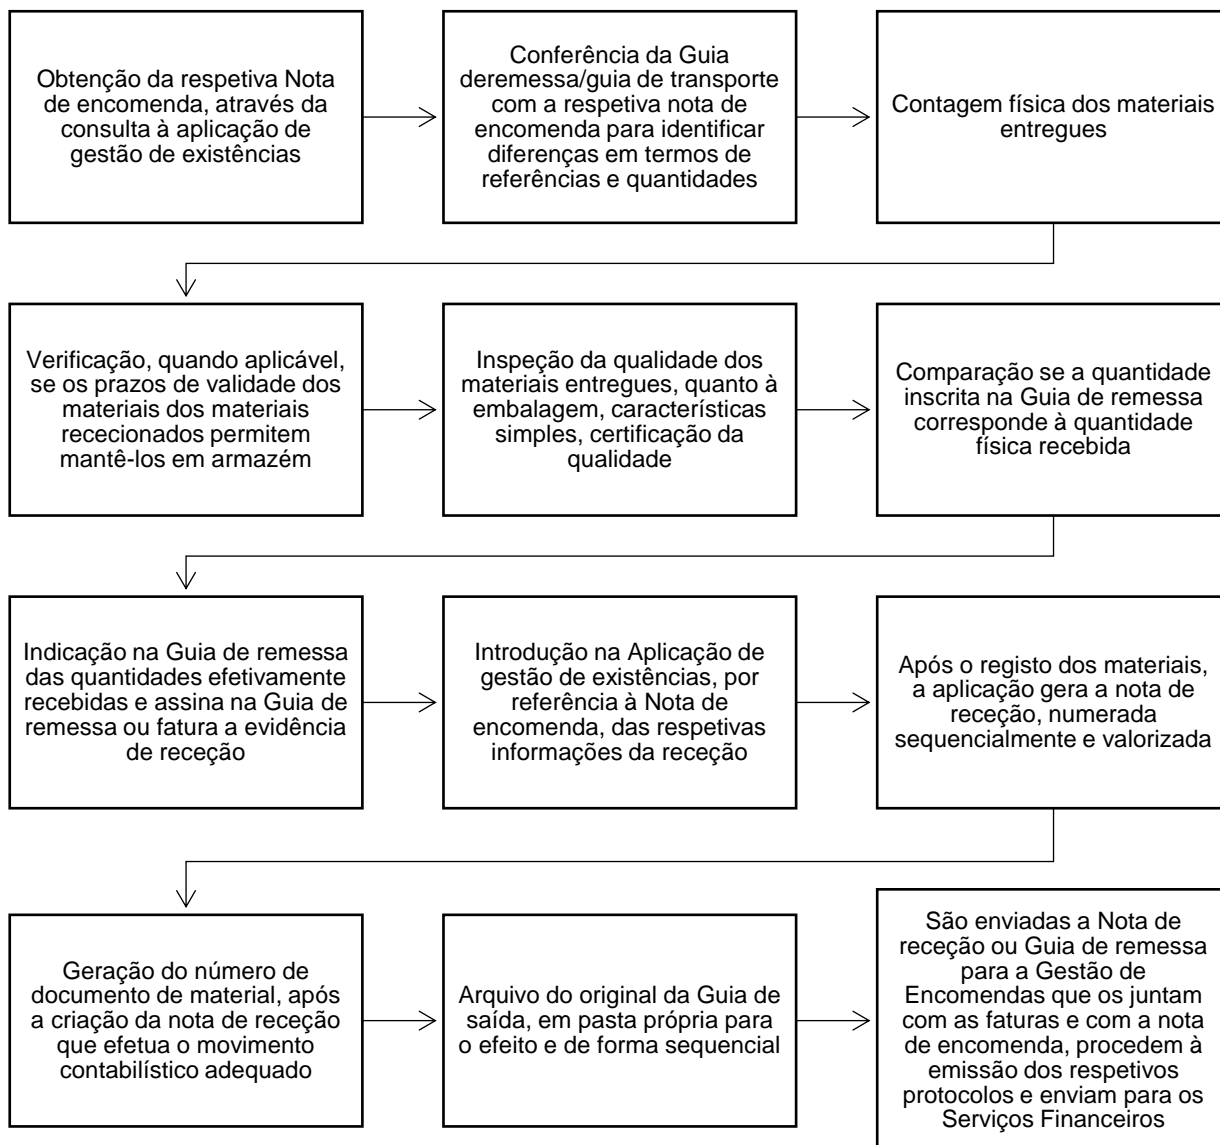 Obtenção da respetiva Nota
de encomenda, através da
consulta à aplicação de
gestão de existências
Conferência da Guia
deremessa/guia de transporte
com a respetiva nota de
encomenda para identificar
diferenças em termos de
referências e quantidades
Contagem física dos materiais
entregues
Verificação, quando aplicável,
se os prazos de validade dos
materiais dos materiais
rececionados permitem
mantê-los em armazém
Inspeção da qualidade dos
materiais entregues, quanto à
embalagem, características
simples, certificação da
qualidade
Comparação se a quantidade
inscrita na Guia de remessa
corresponde à quantidade
física recebida
Indicação na Guia de remessa
das quantidades efetivamente
recebidas e assina na Guia de
remessa ou fatura a evidência
de receção
Introdução na Aplicação de
gestão de existências, por
referência à Nota de
encomenda, das respetivas
informações da receção
Após o registo dos materiais,
a aplicação gera a nota de
receção, numerada
sequencialmente e valorizada
Geração do número de
documento de material, após
a criação da nota de receção
que efetua o movimento
contabilístico adequado
Arquivo do original da Guia de
saída, em pasta própria para
o efeito e de forma sequencial
São enviadas a Nota de
receção ou Guia de remessa
para a Gestão de
Encomendas que os juntam
com as faturas e com a nota
de encomenda, procedem à
emissão dos respetivos
protocolos e enviam para os
Serviços Financeiros